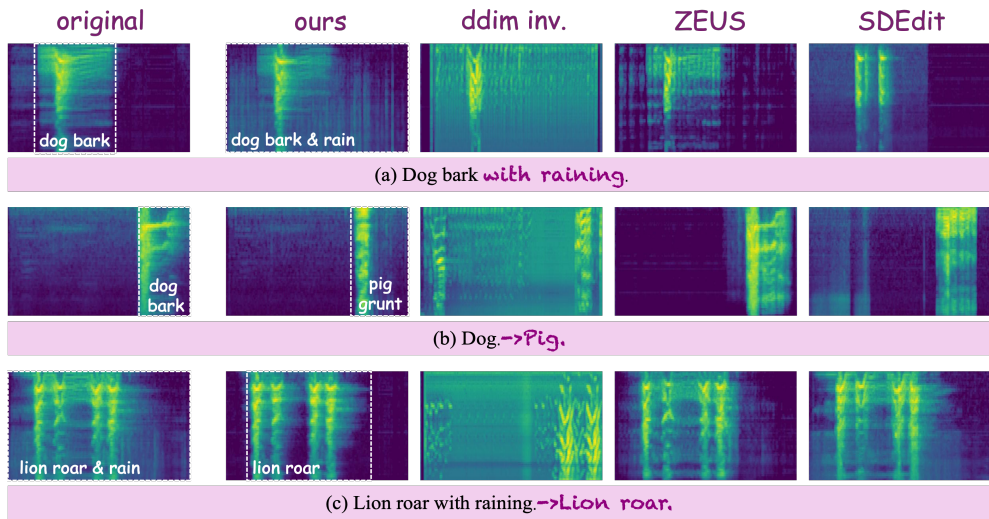 original ours ddim inv. ZEUS SDEdit
dog bark dog bark & rain
(a) Dog bark with raining.
dog bark pig grunt
(b) Dog.->Pig.
lion roar & rain lion roar
(c) Lion roar with raining.->Lion roar.